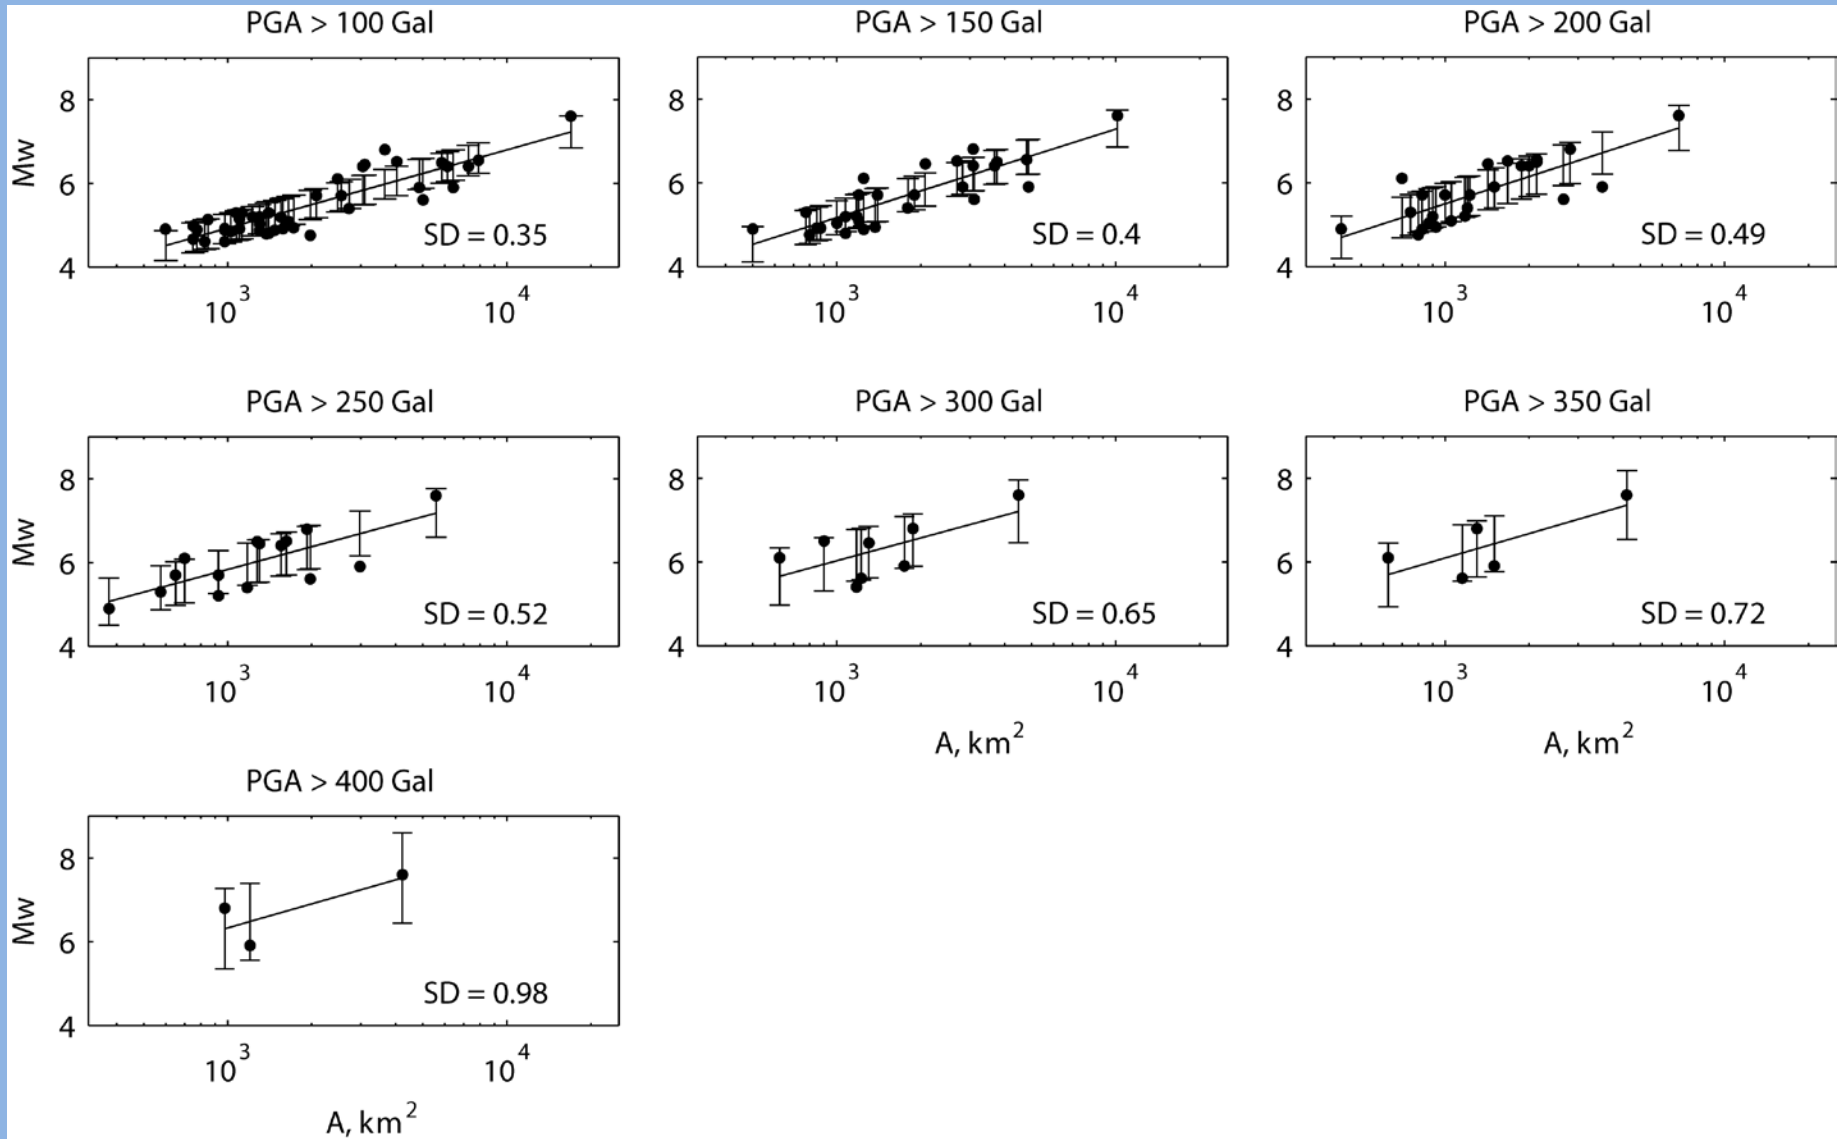 PGA > 100 Gal
PGA > 150 Gal
PGA > 200 Gal
Mw
8
6
4
SD = 0.35
10^3
10^4
8
6
4
SD = 0.4
10^3
10^4
8
6
4
SD = 0.49
10^3
10^4
PGA > 250 Gal
PGA > 300 Gal
PGA > 350 Gal
Mw
8
6
4
SD = 0.52
10^3
10^4
8
6
4
SD = 0.65
10^3
10^4
A, km^2
8
6
4
SD = 0.72
10^3
10^4
A, km^2
PGA > 400 Gal
Mw
8
6
4
SD = 0.98
10^3
10^4
A, km^2